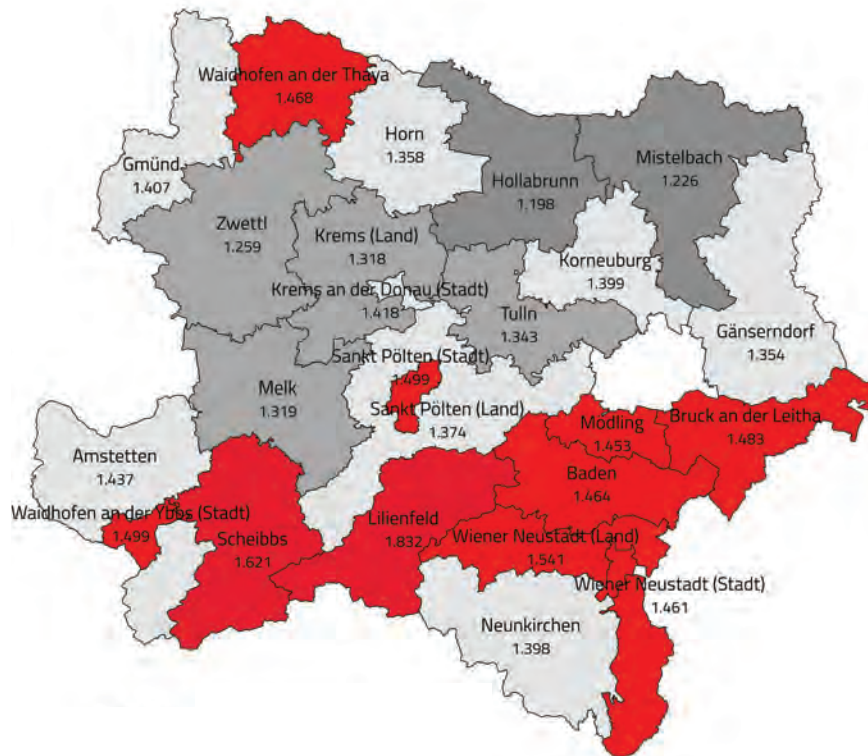 Waidhofen an der Thaya
1.468
Horn
1.358
Gmünd
1.407
Mistelbach
1.226
Hollabrunn
1.198
Zwettl
1.259
Krems (Land)
1.318
Korneuburg
1.399
Krems an der Donau (Stadt)
1.418
Tulln
1.343
Gänserndorf
1.354
Sankt Pölten (Stadt)
1.499
Melk
1.319
Sankt Pölten (Land)
1.374
Mödling
1.453
Bruck an der Leitha
1.483
Amstetten
1.437
Baden
1.464
Waidhofen an der Ybbs (Stadt)
1.499
Scheibbs
1.621
Lilienfeld
1.832
Wiener Neustadt (Land)
1.541
Wiener Neustadt (Stadt)
1.461
Neunkirchen
1.398